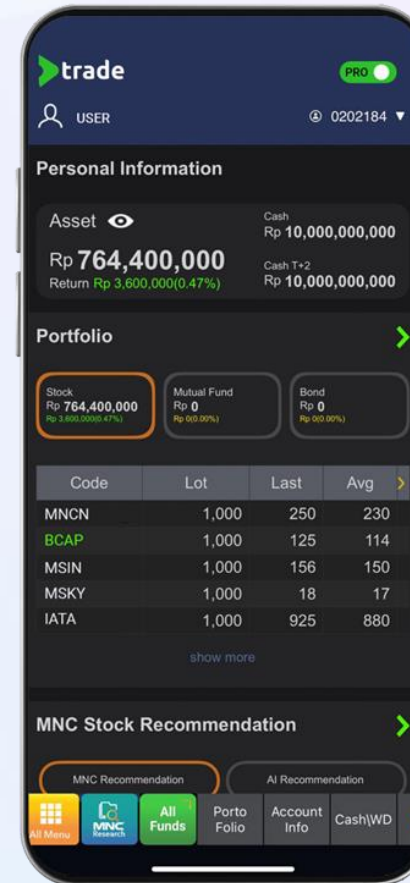 trade
PRO
USER
0202184
Personal Information
Asset
Cash
Rp 10,000,000,000
Rp 764,400,000
Return Rp 3,600,000(0.47%)
Cash T+2
Rp 10,000,000,000
Portfolio
Stock
Rp 764,400,000
Rp 3,600,000(0.47%)
Mutual Fund
Rp 0
Rp 0(0.00%)
Bond
Rp 0
Rp 0(0.00%)
Code Lot Last Avg
MNCN 1,000 250 230
BCAP 1,000 125 114
MSIN 1,000 156 150
MSKY 1,000 18 17
IATA 1,000 925 880
show more
MNC Stock Recommendation
MNC Recommendation
AI Recommendation
All Menu
MNC
Research
All
Funds
Porto
Folio
Account
Info
Cash\WD